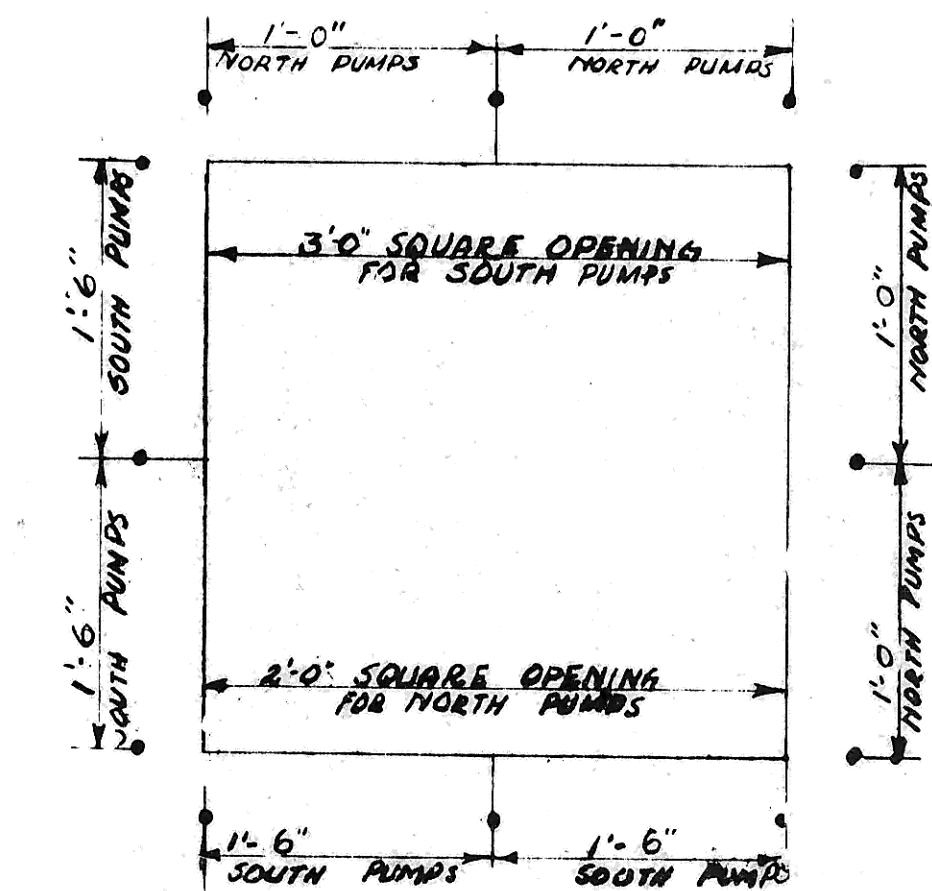 1'-0"
NORTH PUMPS
1'-0"
NORTH PUMPS
1'-6"
SOUTH PUMPS
3'0" SQUARE OPENING
FOR SOUTH PUMPS
1'-0"
NORTH PUMPS
1'-6"
SOUTH PUMPS
2'-0" SQUARE OPENING
FOR NORTH PUMPS
1'-0"
NORTH PUMPS
1'-6"
SOUTH PUMPS
1'-6"
SOUTH PUMPS